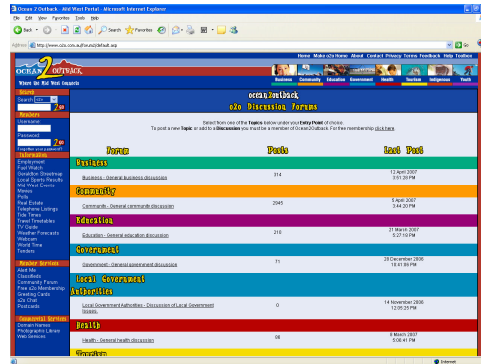 Ocean 2 Outback - Mid West Portal - Microsoft Internet Explorer
File Edit View Favorites Tools Help
Back Search Favorites
Address http://www.o2o.com.au/forums/default.asp Go
Home Make o2o Home About Contact Privacy Terms Feedback Help Toolbox
OCEAN 2 OUTBACK
Where the Mid West Connects
Business Community Education Government Health Tourism Indigenous Youth
Search
Search
go
Members
Username:
Password:
go
Forgotten your password?
Information
Employment
Fuel Watch
Geraldton Streetmap
Local Sports Results
Mid West Events
Movies
Polls
Real Estate
Telephone Listings
Tide Times
Travel Timetables
TV Guide
Weather Forecasts
Webcam
World Time
Tenders
Member Services
Alert Me
Classifieds
Community Forum
Free o2o Membership
Greeting Cards
o2o Chat
Postcards
Commercial Services
Domain Names
Photographic Library
Web Services
ocean2outback
o2o Discussion Forums
Select from one of the Topics below under your Entry Point of choice.
To post a new Topic or add to a Discussion you must be a member of Ocean2Outback. For free membership click here
Forum Posts Last Post
Business
Business - General business discussion 314 13 April 2007
3:51:28 PM
Community
Community - General community discussion 2945 5 April 2007
3:44:20 PM
Education
Education - General education discussion 210 21 March 2007
5:27:18 PM
Government
Government - General government discussion 71 28 December 2006
10:41:06 PM
Local Government
Authorities
Local Government Authorities - Discussion of Local Government
Issues. 0 14 November 2006
12:05:25 PM
Health
Health - General health discussion 86 8 March 2007
5:06:41 PM
Tourism
Internet